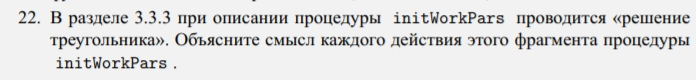 22. В разделе 3.3.3 при описании процедуры initWorkPars проводится «решение
треугольника». Объясните смысл каждого действия этого фрагмента процедуры
initWorkPars .